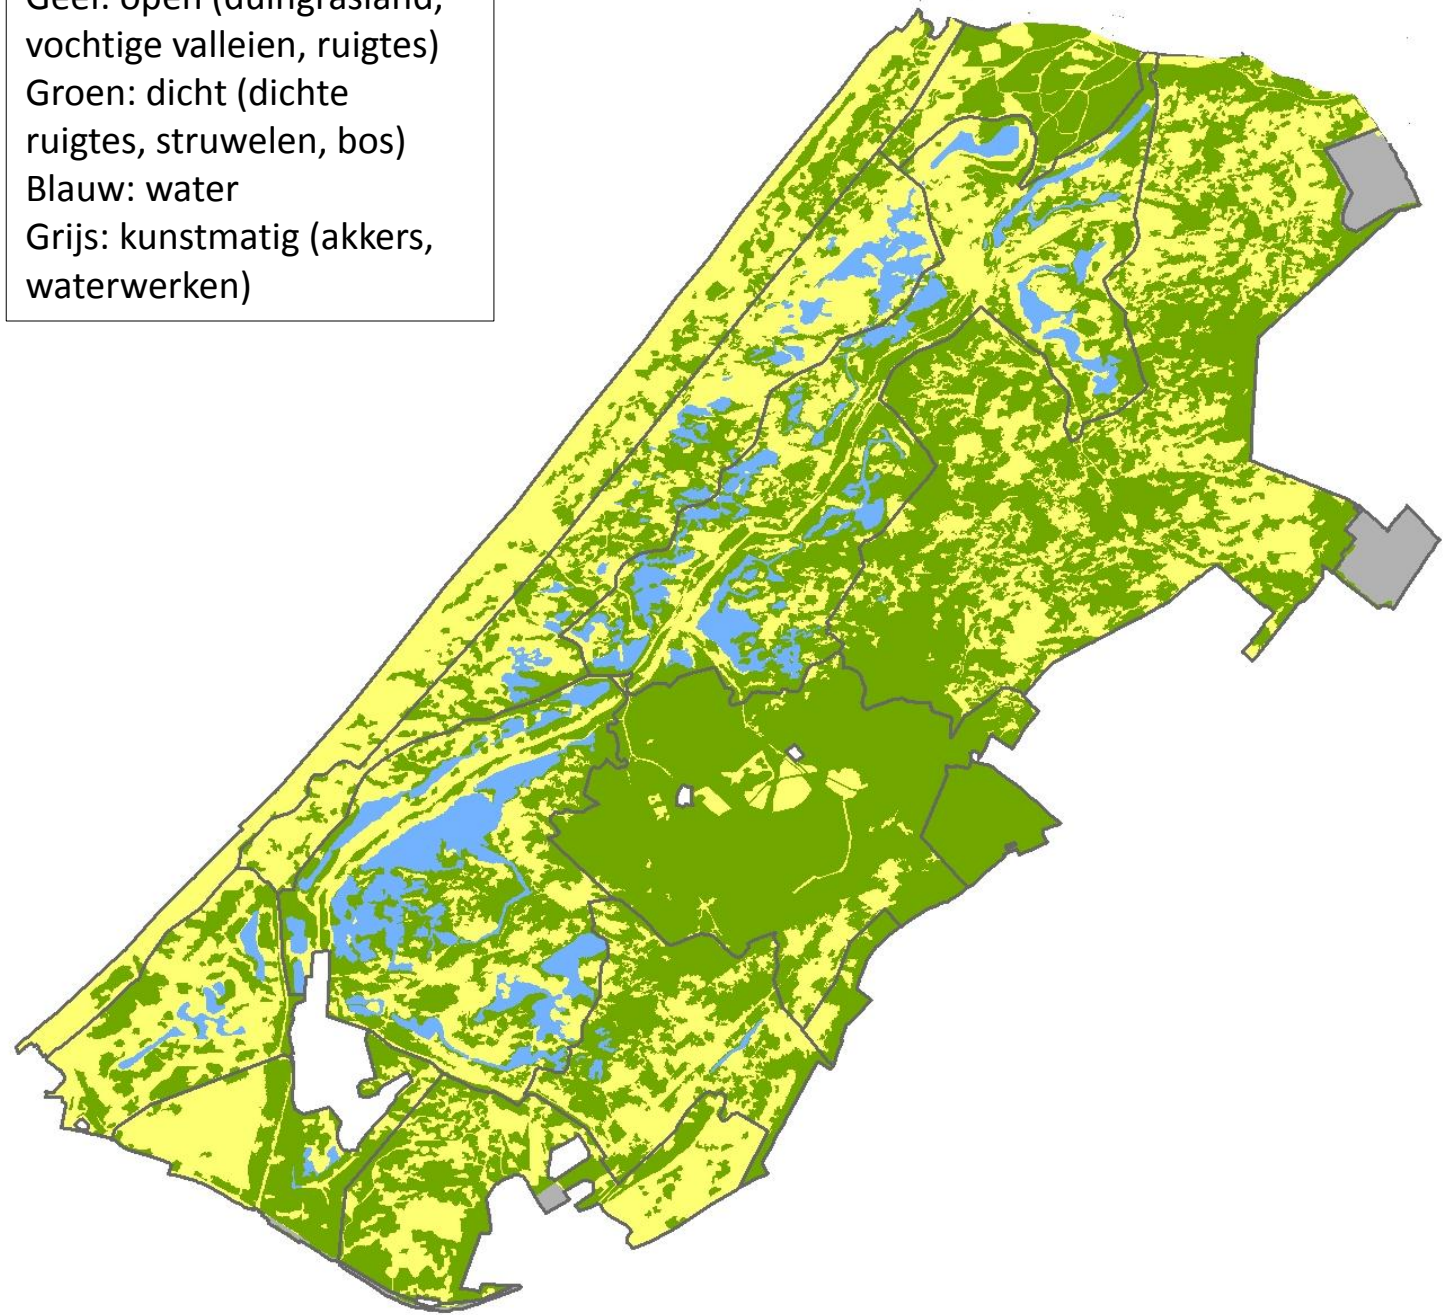 Geel: open (duingrasland,
vochtige valleien, ruigtes)
Groen: dicht (dichte
ruigtes, struwelen, bos)
Blauw: water
Grijs: kunstmatig (akkers,
waterwerken)